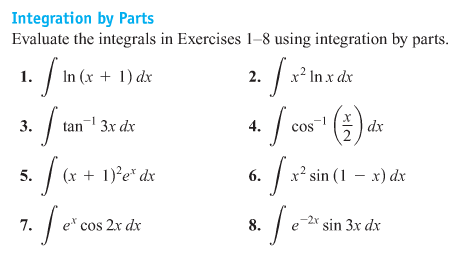 Integration by Parts
Evaluate the integrals in Exercises 1–8 using integration by parts.
1. ∫ ln (x + 1) dx
2. ∫ x² ln x dx
3. ∫ tan⁻¹ 3x dx
4. ∫ cos⁻¹ (x/2) dx
5. ∫ (x + 1)²eˣ dx
6. ∫ x² sin (1 − x) dx
7. ∫ eˣ cos 2x dx
8. ∫ e⁻²ˣ sin 3x dx